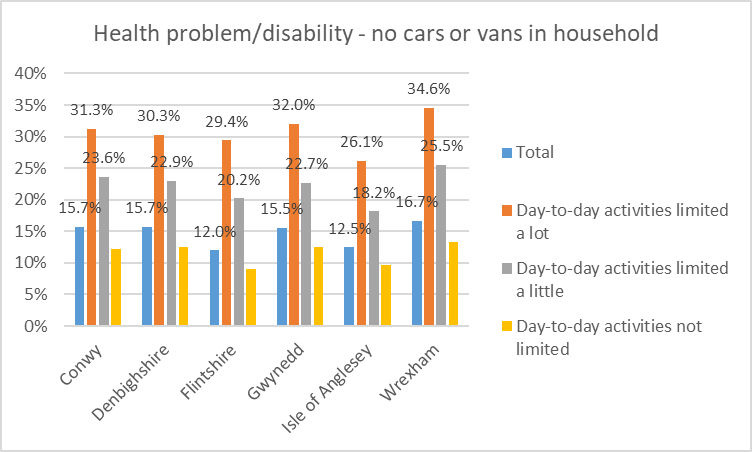 Health problem/disability - no cars or vans in household
40%
35%
30%
25%
20%
15%
10%
5%
0%
31.3% 30.3% 29.4% 32.0% 26.1% 34.6%
23.6% 22.9% 20.2% 22.7% 18.2% 25.5%
15.7% 15.7% 12.0% 15.5% 12.5% 16.7%
Conwy
Denbighshire
Flintshire
Gwynedd
Isle of Anglesey
Wrexham
Total
Day-to-day activities limited
a lot
Day-to-day activities limited
a little
Day-to-day activities not
limited